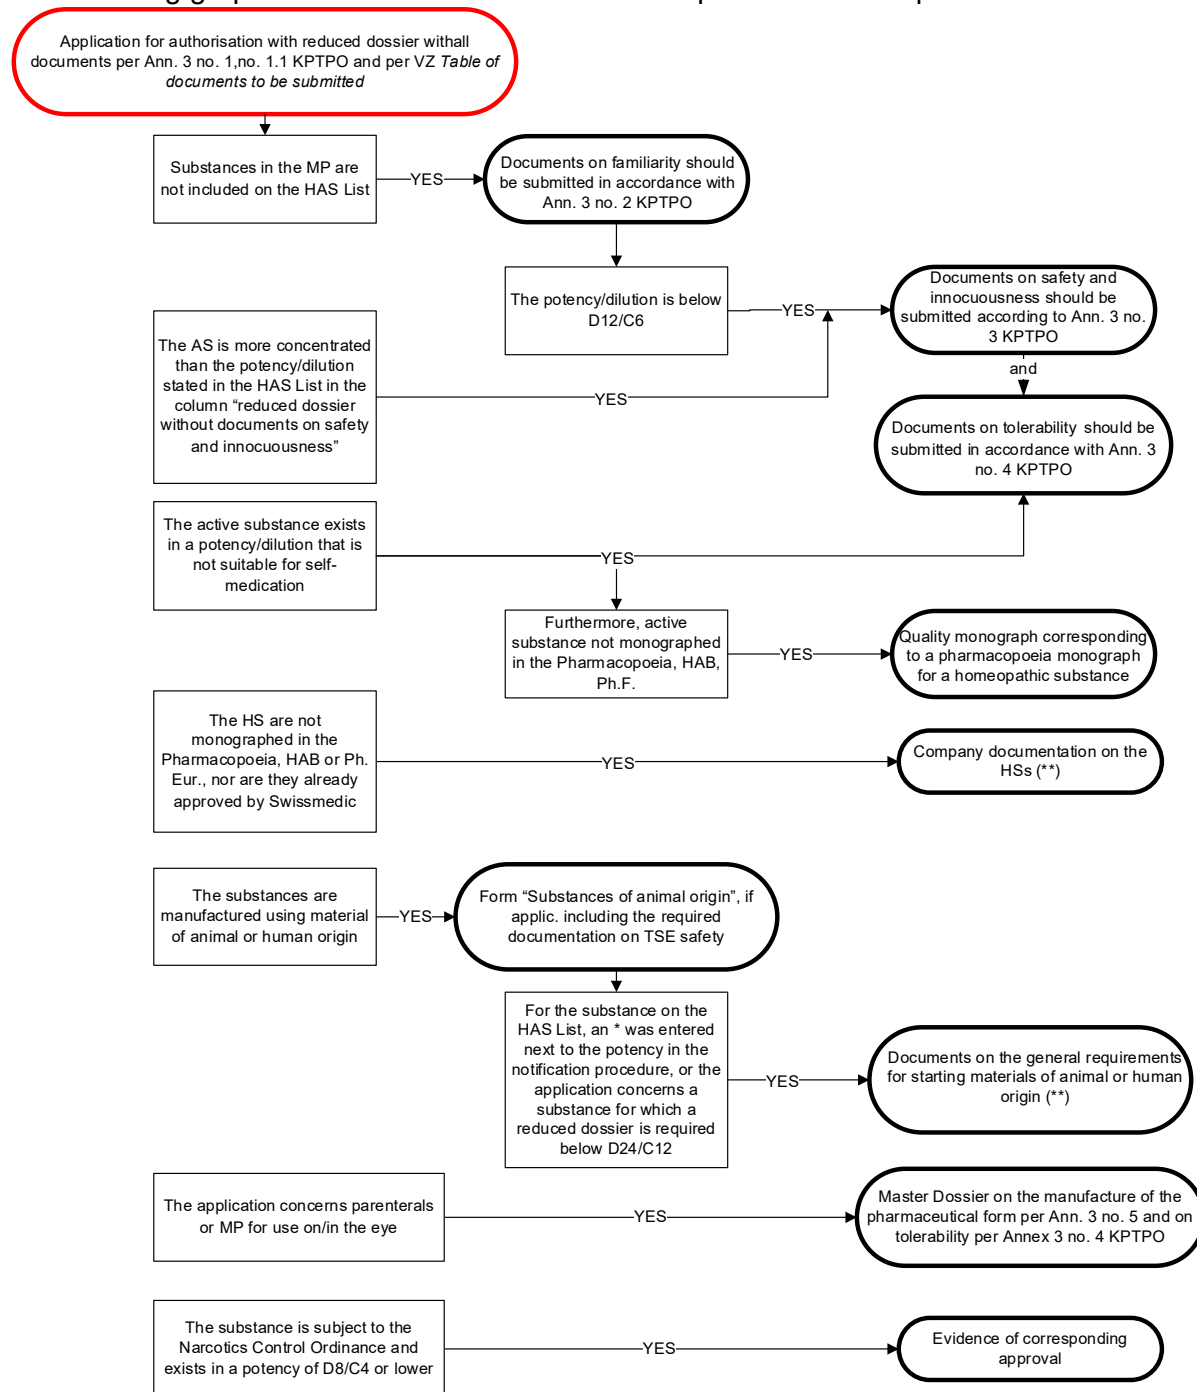 Application for authorisation with reduced dossier withall
documents per Ann. 3 no. 1,no. 1.1 KPTPO and per VZ Table of
documents to be submitted
Substances in the MP are
not included on the HAS List
YES
Documents on familiarity should
be submitted in accordance with
Ann. 3 no. 2 KPTPO
The potency/dilution is below
D12/C6
YES
Documents on safety and
innocuousness should be
submitted according to Ann. 3 no.
3 KPTPO
and
The AS is more concentrated
than the potency/dilution
stated in the HAS List in the
column “reduced dossier
without documents on safety
and innocuousness”
YES
Documents on tolerability should be
submitted in accordance with Ann. 3
no. 4 KPTPO
The active substance exists
in a potency/dilution that is
not suitable for self-
medication
YES
Furthermore, active
substance not monographed
in the Pharmacopoeia, HAB,
Ph.F.
YES
Quality monograph corresponding
to a pharmacopoeia monograph
for a homeopathic substance
The HS are not
monographed in the
Pharmacopoeia, HAB or Ph.
Eur., nor are they already
approved by Swissmedic
YES
Company documentation on the
HSs (**)
The substances are
manufactured using material
of animal or human origin
YES
Form “Substances of animal origin”, if
applic. including the required
documentation on TSE safety
For the substance on the
HAS List, an * was entered
next to the potency in the
notification procedure, or the
application concerns a
substance for which a
reduced dossier is required
below D24/C12
YES
Documents on the general requirements
for starting materials of animal or human
origin (**)
The application concerns parenterals
or MP for use on/in the eye
YES
Master Dossier on the manufacture of the
pharmaceutical form per Ann. 3 no. 5 and on
tolerability per Annex 3 no. 4 KPTPO
The substance is subject to the
Narcotics Control Ordinance and
exists in a potency of D8/C4 or lower
YES
Evidence of corresponding
approval